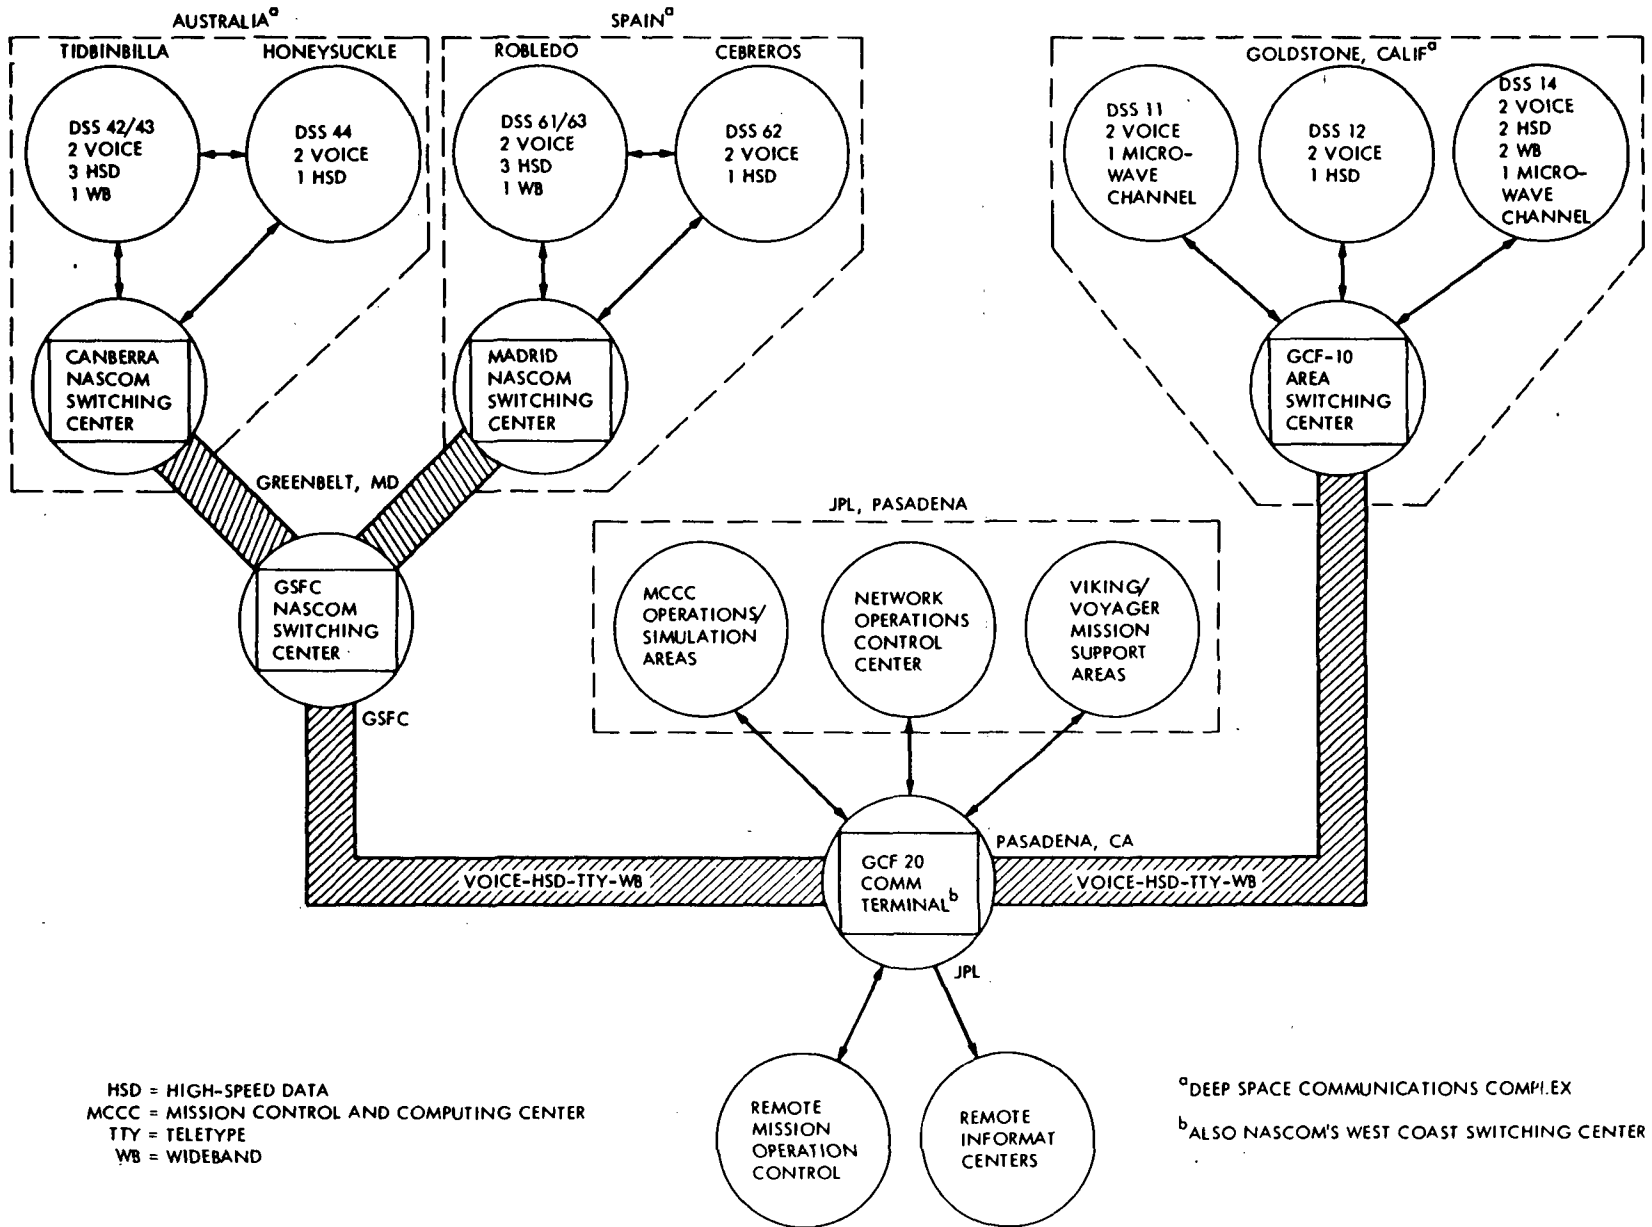 AUSTRALIAᵃ
TIDBINBILLA
HONEYSUCKLE
DSS 42/43
2 VOICE
3 HSD
1 WB
DSS 44
2 VOICE
1 HSD
CANBERRA
NASCOM
SWITCHING
CENTER
SPAINᵃ
ROBLEDO
CEBREROS
DSS 61/63
2 VOICE
3 HSD
1 WB
DSS 62
2 VOICE
1 HSD
MADRID
NASCOM
SWITCHING
CENTER
GOLDSTONE, CALIFᵃ
DSS 11
2 VOICE
1 MICRO-
WAVE
CHANNEL
DSS 12
2 VOICE
1 HSD
DSS 14
2 VOICE
2 HSD
2 WB
1 MICRO-
WAVE
CHANNEL
GCF-10
AREA
SWITCHING
CENTER
GREENBELT, MD
GSFC
NASCOM
SWITCHING
CENTER
GSFC
JPL, PASADENA
MCCC
OPERATIONS/
SIMULATION
AREAS
NETWORK
OPERATIONS
CONTROL
CENTER
VIKING/
VOYAGER
MISSION
SUPPORT
AREAS
PASADENA, CA
GCF 20
COMM
TERMINALᵇ
VOICE-HSD-TTY-WB
VOICE-HSD-TTY-WB
JPL
REMOTE
MISSION
OPERATION
CONTROL
REMOTE
INFORMAT
CENTERS
HSD = HIGH-SPEED DATA
MCCC = MISSION CONTROL AND COMPUTING CENTER
TTY = TELETYPE
WB = WIDEBAND
ᵃDEEP SPACE COMMUNICATIONS COMPLEX
ᵇALSO NASCOM'S WEST COAST SWITCHING CENTER